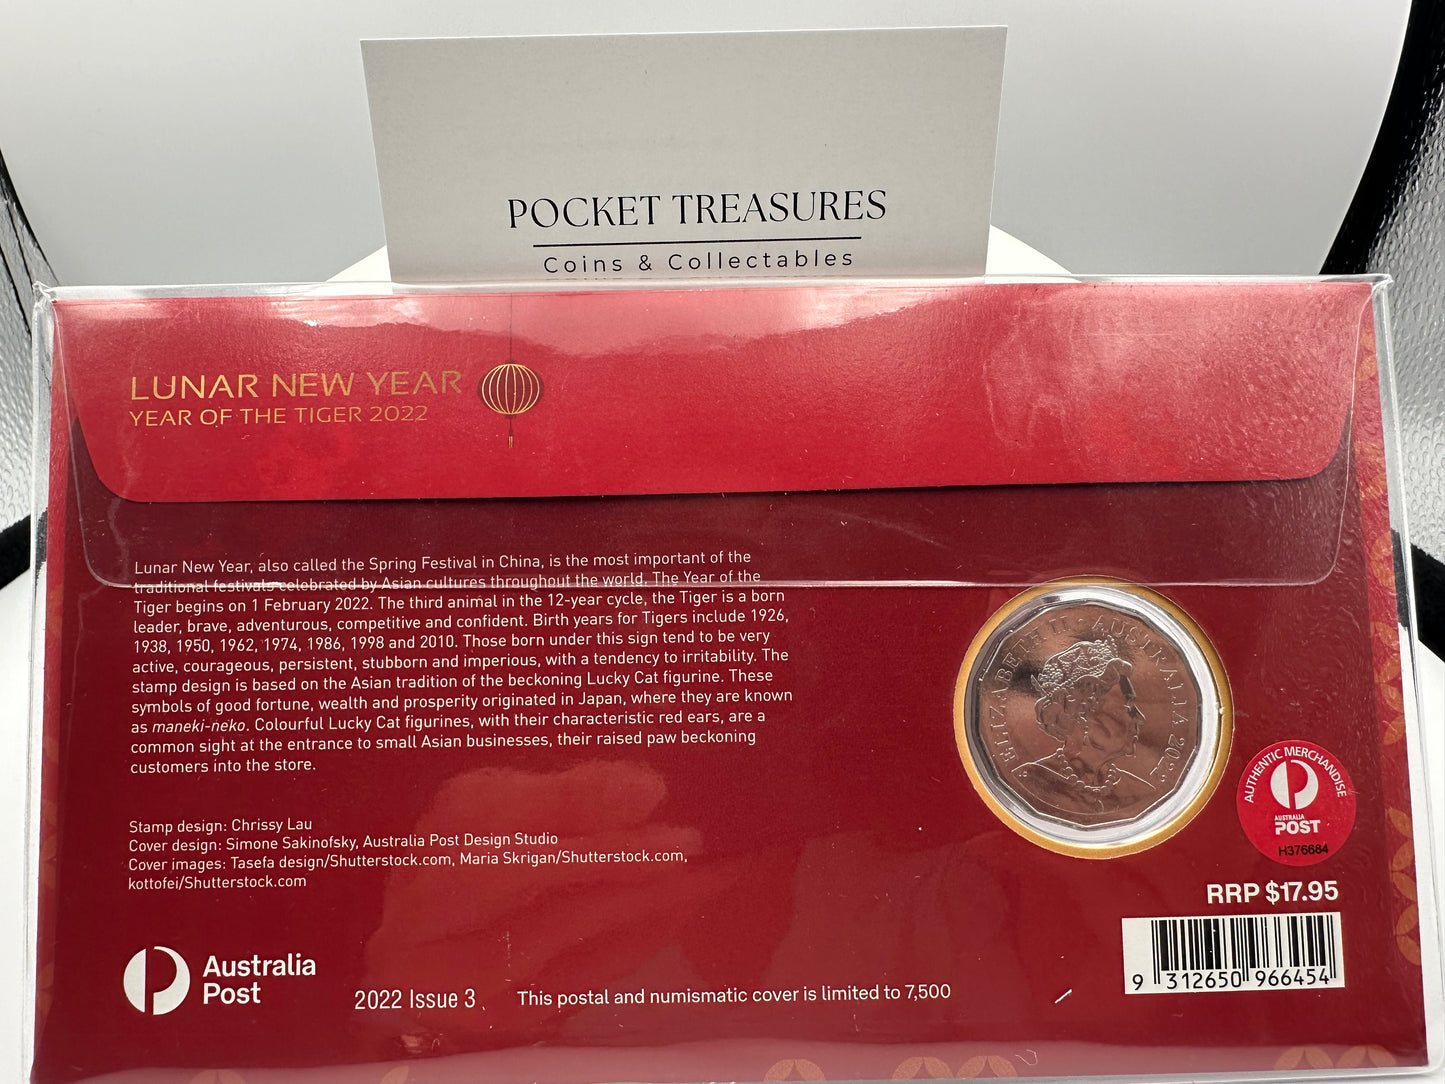 POCKET TREASURES
Coins & Collectables
LUNAR NEW YEAR
YEAR OF THE TIGER 2022
Lunar New Year, also called the Spring Festival in China, is the most important of the
traditional festivals celebrated by Asian cultures throughout the world. The Year of the
Tiger begins on 1 February 2022. The third animal in the 12-year cycle, the Tiger is a born
leader, brave, adventurous, competitive and confident. Birth years for Tigers include 1926,
1938, 1950, 1962, 1974, 1986, 1998 and 2010. Those born under this sign tend to be very
active, courageous, persistent, stubborn and imperious, with a tendency to irritability. The
stamp design is based on the Asian tradition of the beckoning Lucky Cat figurine. These
symbols of good fortune, wealth and prosperity originated in Japan, where they are known
as maneki-neko. Colourful Lucky Cat figurines, with their characteristic red ears, are a
common sight at the entrance to small Asian businesses, their raised paw beckoning
customers into the store.
ELIZABETH II · AUSTRALIA 2022
AUTHENTIC MERCHANDISE
AUSTRALIA
POST
H376684
Stamp design: Chrissy Lau
Cover design: Simone Sakinofsky, Australia Post Design Studio
Cover images: Tasefa design/Shutterstock.com, Maria Skrigan/Shutterstock.com,
kottofei/Shutterstock.com
RRP $17.95
9 312650 966454
Australia
Post
2022 Issue 3
This postal and numismatic cover is limited to 7,500